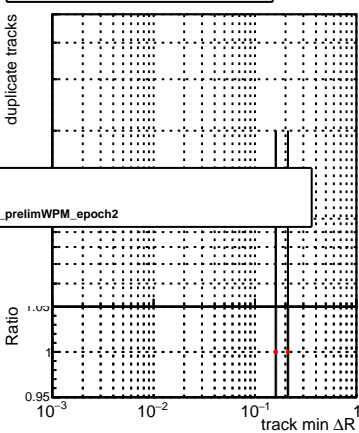 duplicate tracks
_prelimWPM_epoch2
1.05
Ratio
1
0.95
10⁻³ 10⁻² 10⁻¹ 1
track min ΔR